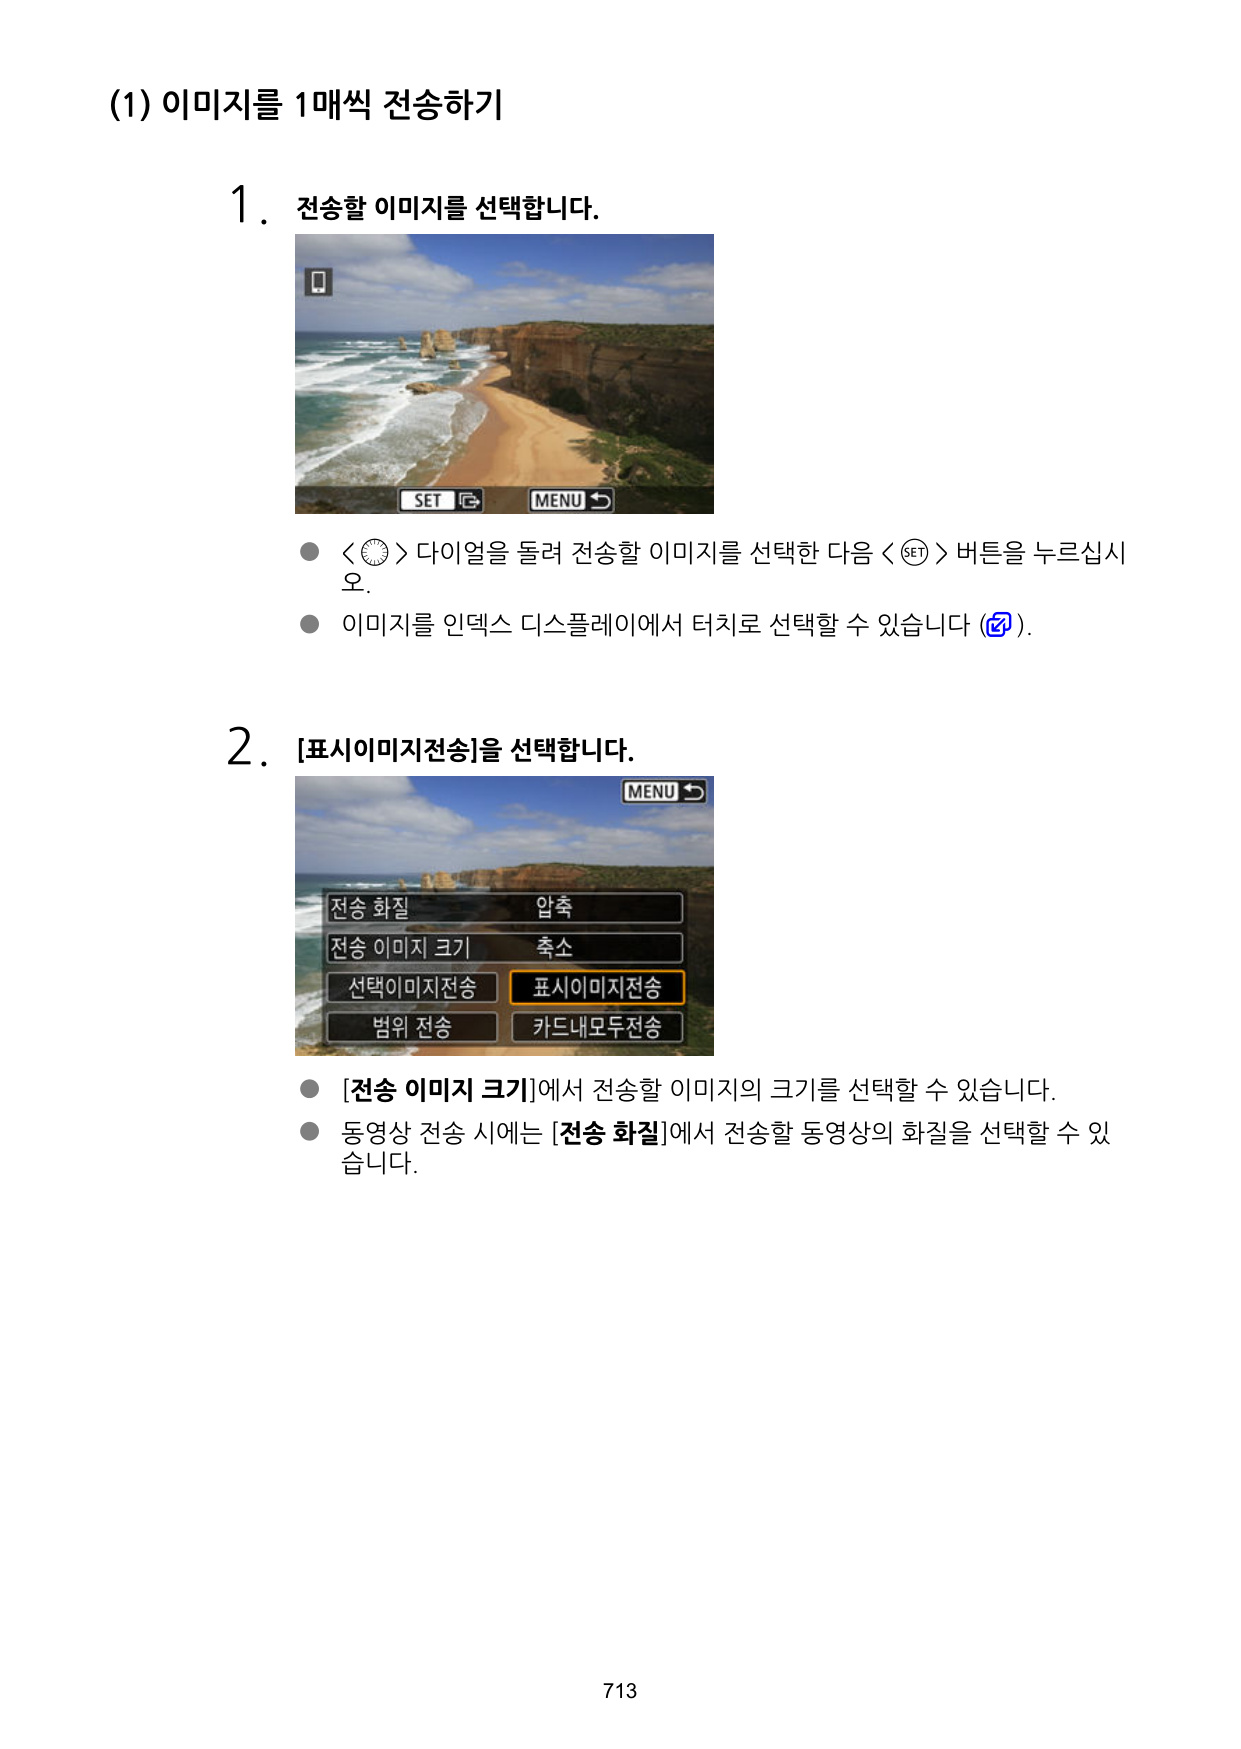 (1) 이미지를 1매씩 전송하기
1. 전송할 이미지를 선택합니다.
SET MENU
● < > 다이얼을 돌려 전송할 이미지를 선택한 다음 < SET > 버튼을 누르십시
오.
● 이미지를 인덱스 디스플레이에서 터치로 선택할 수 있습니다 ( ).
2. [표시이미지전송]을 선택합니다.
MENU
전송 화질 압축
전송 이미지 크기 축소
선택이미지전송 표시이미지전송
범위 전송 카드내모두전송
● [전송 이미지 크기]에서 전송할 이미지의 크기를 선택할 수 있습니다.
● 동영상 전송 시에는 [전송 화질]에서 전송할 동영상의 화질을 선택할 수 있
습니다.
713